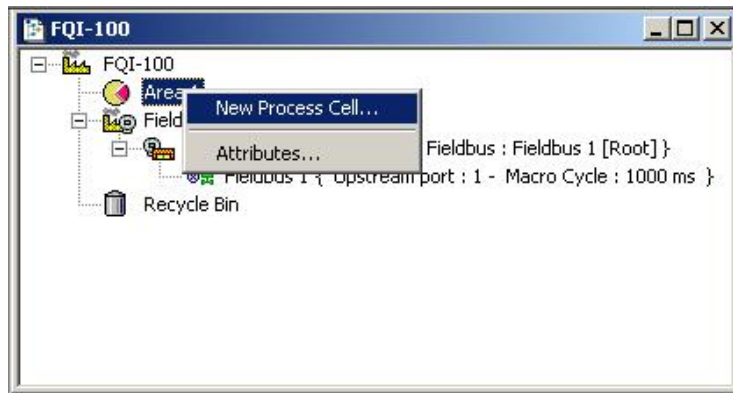 FQI-100
FQI-100
Area
New Process Cell...
Field
Attributes...
Fieldbus : Fieldbus 1 [Root] }
Fieldbus 1 { Upstream port : 1 - Macro Cycle : 1000 ms }
Recycle Bin